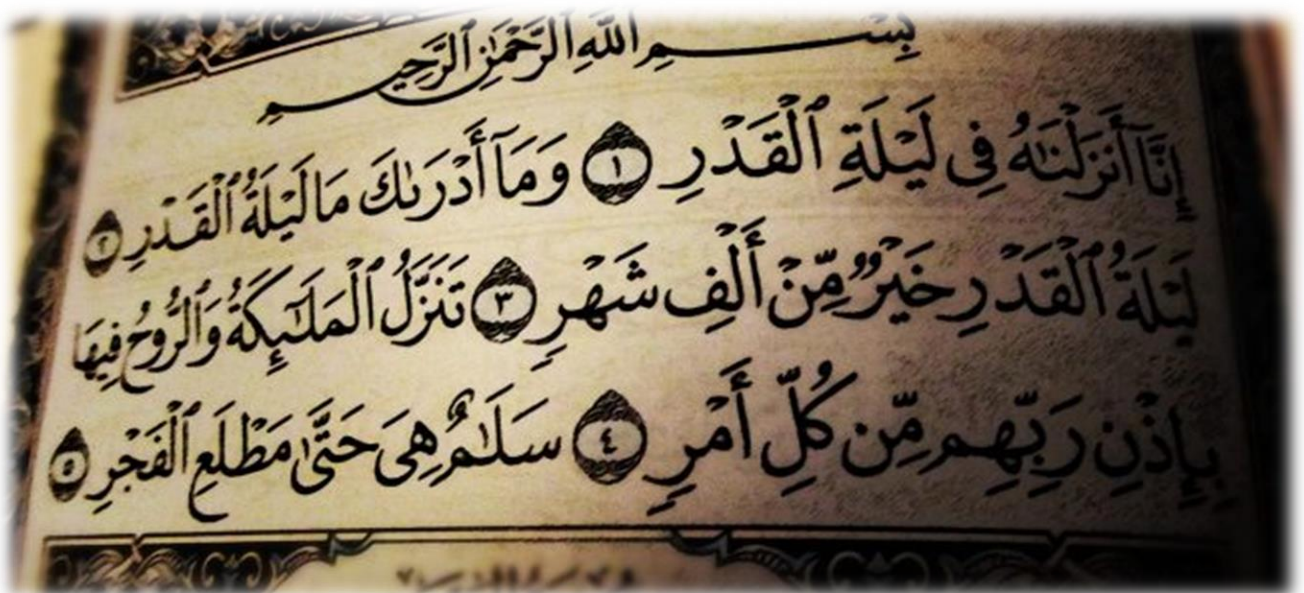 بِسْمِ ٱللَّهِ ٱلرَّحْمَٰنِ ٱلرَّحِيمِ
إِنَّآ أَنزَلْنَٰهُ فِى لَيْلَةِ ٱلْقَدْرِ ١ وَمَآ أَدْرَىٰكَ مَا لَيْلَةُ ٱلْقَدْرِ ٢
لَيْلَةُ ٱلْقَدْرِ خَيْرٌ مِّنْ أَلْفِ شَهْرٍ ٣ تَنَزَّلُ ٱلْمَلَٰٓئِكَةُ وَٱلرُّوحُ فِيهَا
بِإِذْنِ رَبِّهِم مِّن كُلِّ أَمْرٍ ٤ سَلَٰمٌ هِىَ حَتَّىٰ مَطْلَعِ ٱلْفَجْرِ ٥